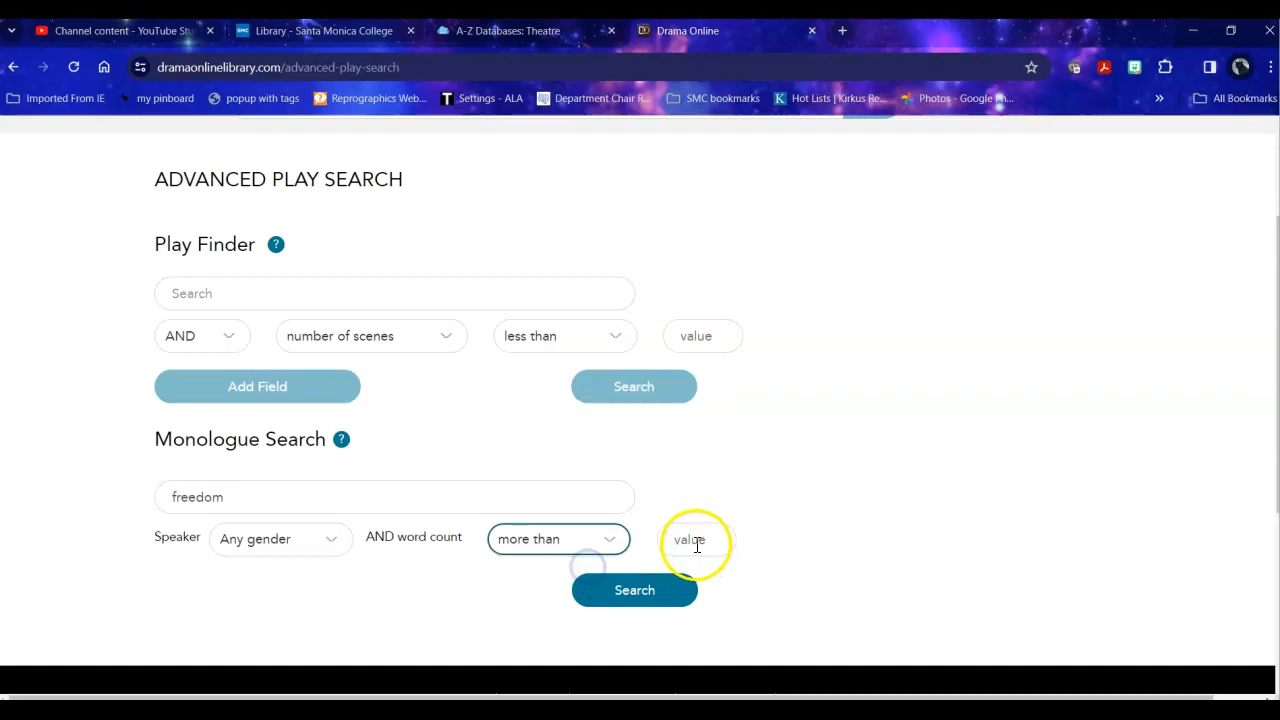 Channel content - YouTube Stu
Library - Santa Monica College
A-Z Databases: Theatre
Drama Online
dramaonlinelibrary.com/advanced-play-search
Imported From IE
my pinboard
popup with tags
Reprographics Web...
Settings - ALA
Department Chair R...
SMC bookmarks
Hot Lists | Kirkus Re...
Photos - Google Ph...
All Bookmarks
ADVANCED PLAY SEARCH
Play Finder ?
Search
AND number of scenes less than value
Add Field Search
Monologue Search ?
freedom
Speaker Any gender AND word count more than value
Search